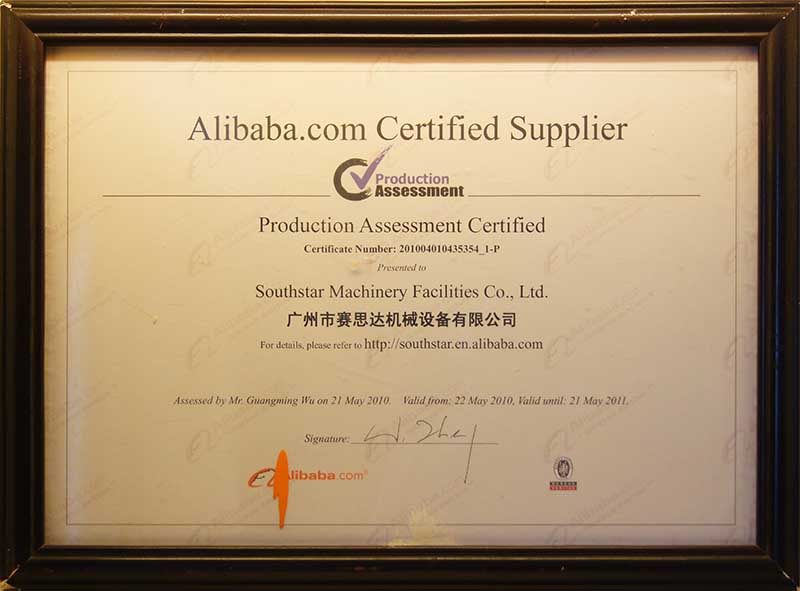 Alibaba.com Certified Supplier
Production
Assessment
Production Assessment Certified
Certificate Number: 201004010435354_1-P
Presented to
Southstar Machinery Facilities Co., Ltd.
广州市赛思达机械设备有限公司
For details, please refer to http://southstar.en.alibaba.com
Assessed by Mr. Guangming Wu on 21 May 2010. Valid from: 22 May 2010, Valid until: 21 May 2011.
Signature:
Alibaba.com®
BUREAU
VERITAS